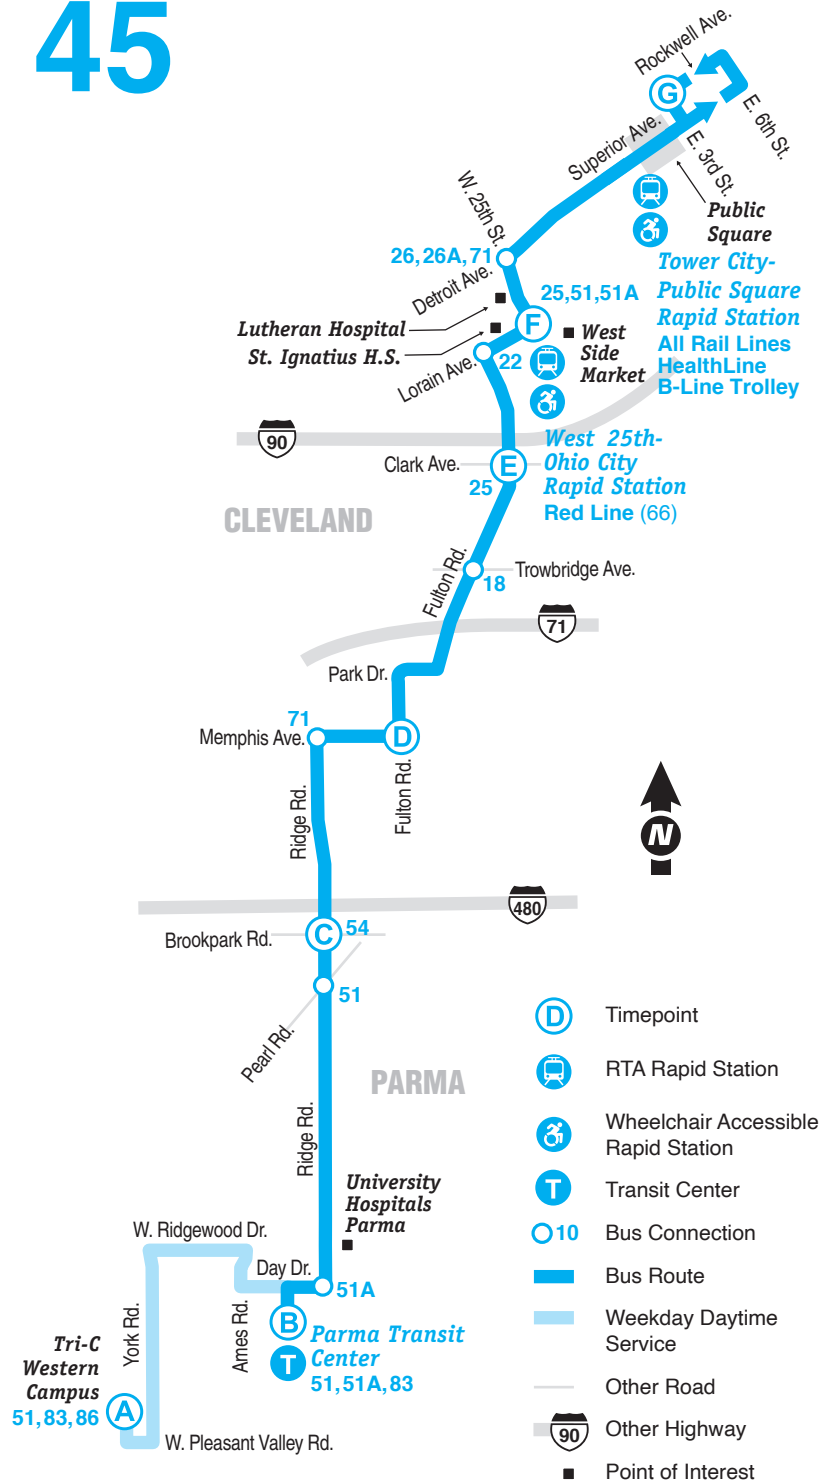 45
Rockwell Ave.
G
E. 6th St.
Superior Ave.
E. 3rd St.
W. 25th St.
Public
Square
26, 26A, 71
Detroit Ave.
Tower City-
Public Square
Rapid Station
All Rail Lines
HealthLine
B-Line Trolley
25,51,51A
F
Lutheran Hospital
St. Ignatius H.S.
West
Side
Market
22
Lorain Ave.
90
West 25th-
Ohio City
Rapid Station
Red Line (66)
Clark Ave.
E
25
CLEVELAND
Fulton Rd.
Trowbridge Ave.
18
71
Park Dr.
71
Memphis Ave.
D
Ridge Rd.
Fulton Rd.
N
480
Brookpark Rd.
C
54
51
Pearl Rd.
PARMA
Ridge Rd.
University
Hospitals
Parma
W. Ridgewood Dr.
Day Dr.
51A
York Rd.
Ames Rd.
B
T
Parma Transit
Center
51,51A,83
Tri-C
Western
Campus
51,83,86
A
W. Pleasant Valley Rd.
D Timepoint
RTA Rapid Station
Wheelchair Accessible
Rapid Station
T Transit Center
10 Bus Connection
Bus Route
Weekday Daytime
Service
Other Road
90 Other Highway
Point of Interest